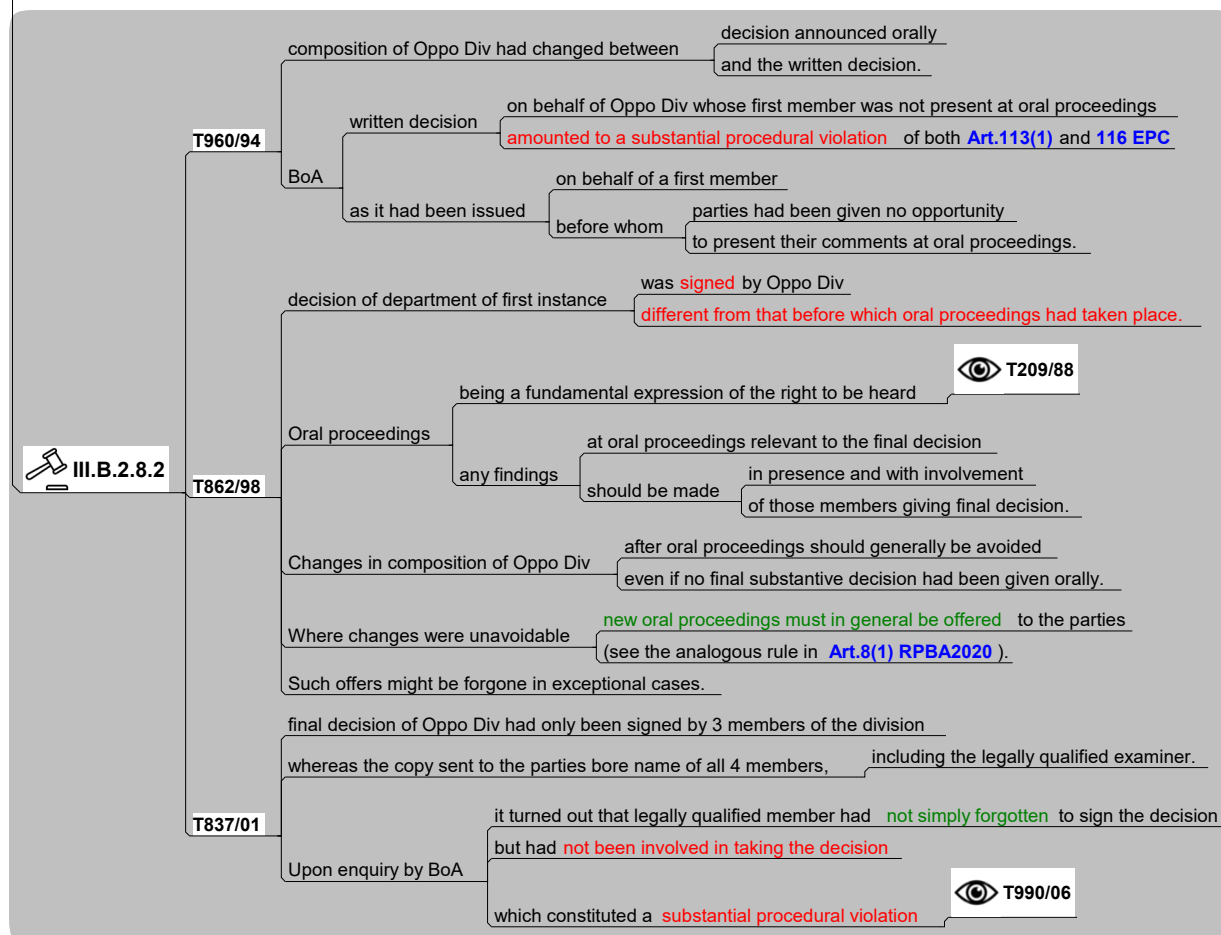 III.B.2.8.2
T960/94
composition of Oppo Div had changed between
decision announced orally
and the written decision.
BoA
written decision
on behalf of Oppo Div whose first member was not present at oral proceedings
amounted to a substantial procedural violation of both Art.113(1) and 116 EPC
as it had been issued
on behalf of a first member
before whom
parties had been given no opportunity
to present their comments at oral proceedings.
T862/98
decision of department of first instance
was signed by Oppo Div
different from that before which oral proceedings had taken place.
Oral proceedings
being a fundamental expression of the right to be heard
T209/88
any findings
at oral proceedings relevant to the final decision
should be made
in presence and with involvement
of those members giving final decision.
Changes in composition of Oppo Div
after oral proceedings should generally be avoided
even if no final substantive decision had been given orally.
Where changes were unavoidable
new oral proceedings must in general be offered to the parties
(see the analogous rule in Art.8(1) RPBA2020 ).
Such offers might be forgone in exceptional cases.
T837/01
final decision of Oppo Div had only been signed by 3 members of the division
whereas the copy sent to the parties bore name of all 4 members,
including the legally qualified examiner.
Upon enquiry by BoA
it turned out that legally qualified member had not simply forgotten to sign the decision
but had not been involved in taking the decision
which constituted a substantial procedural violation
T990/06